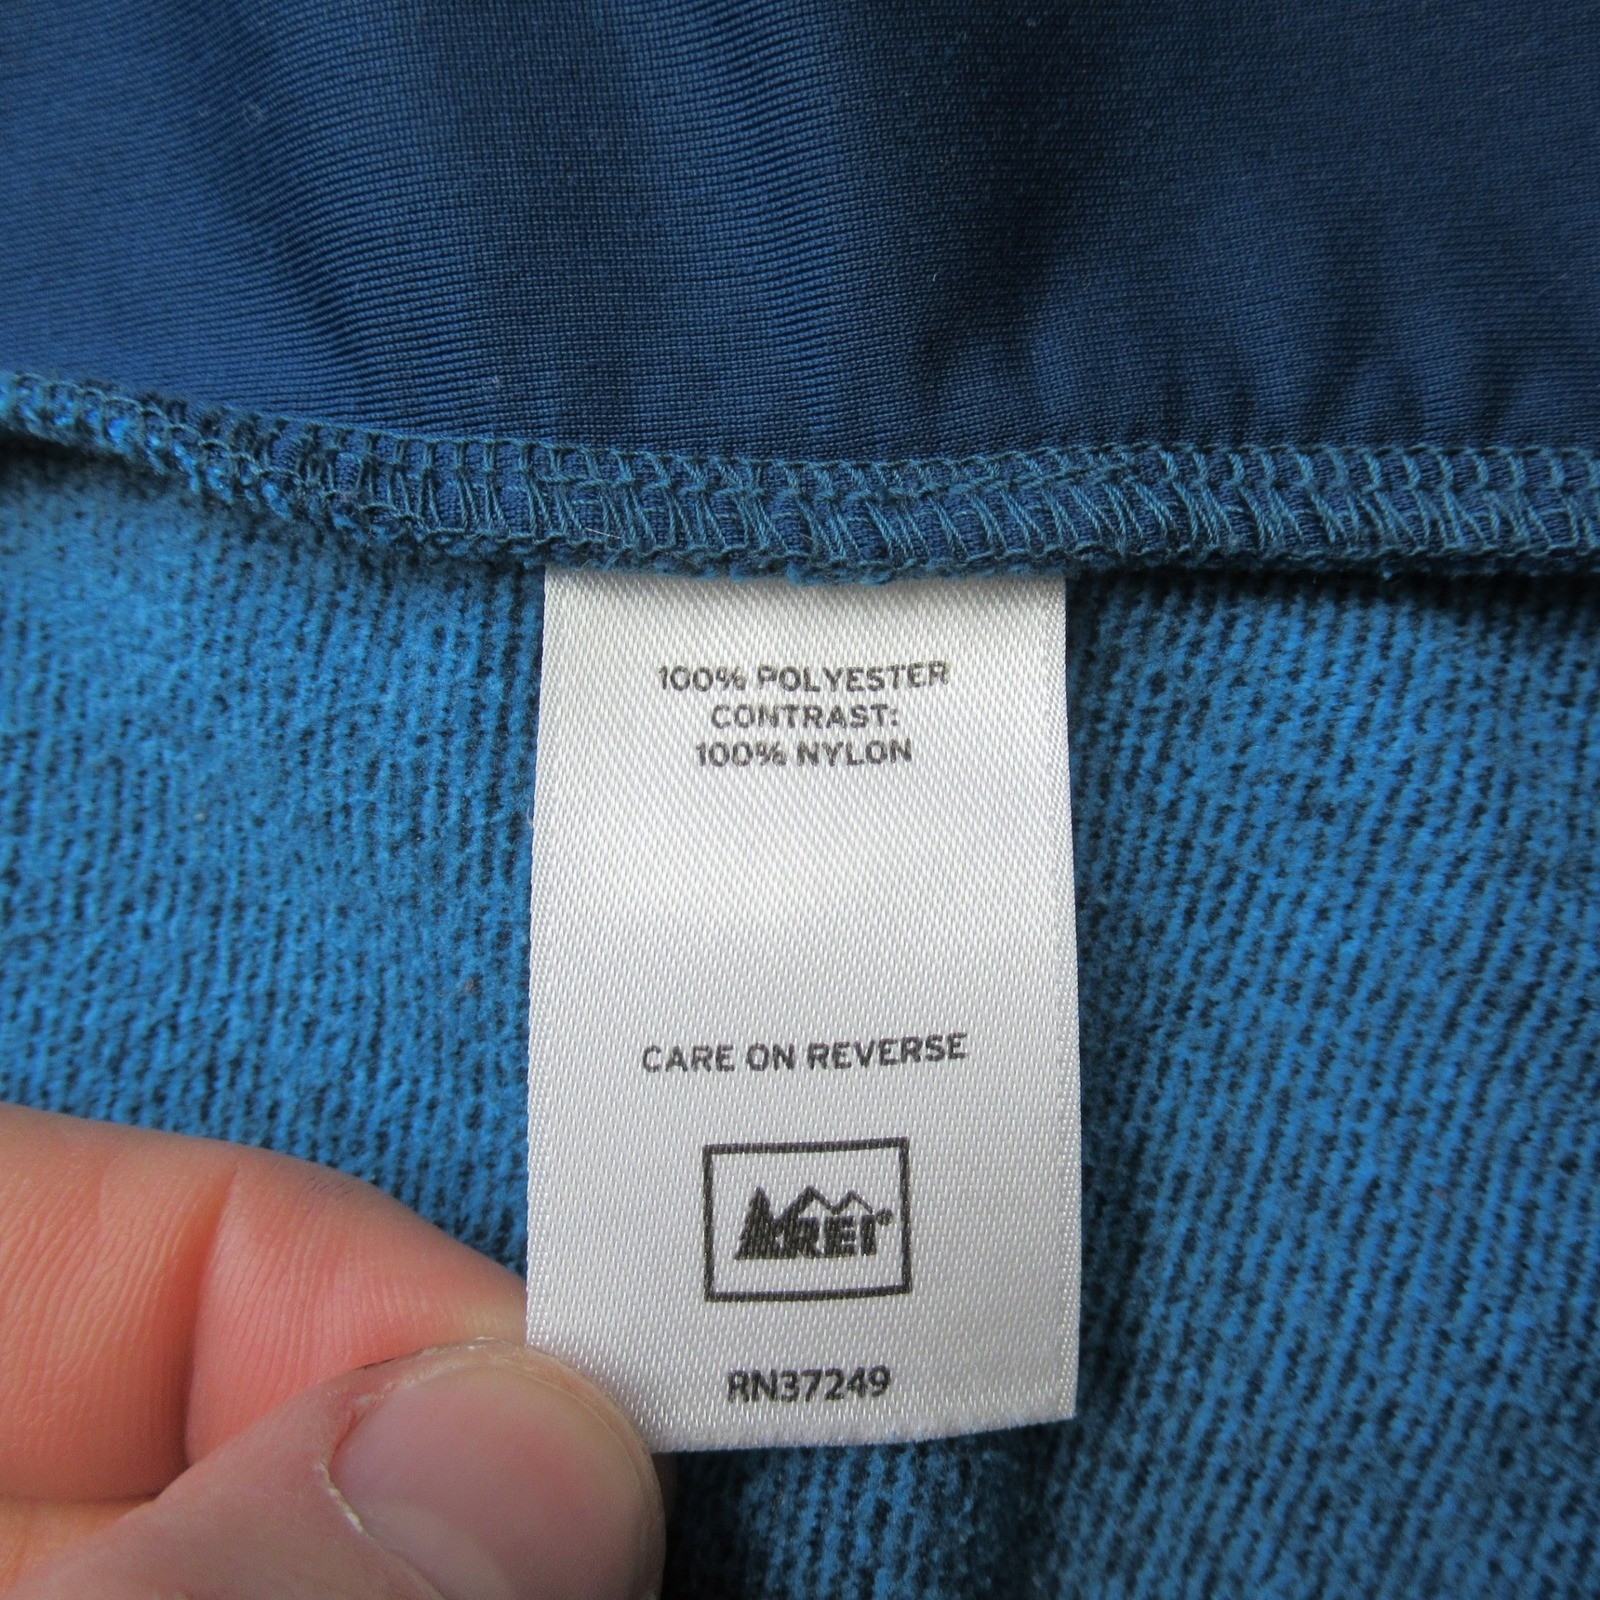 100% POLYESTER
CONTRAST:
100% NYLON
CARE ON REVERSE
REI®
RN37249